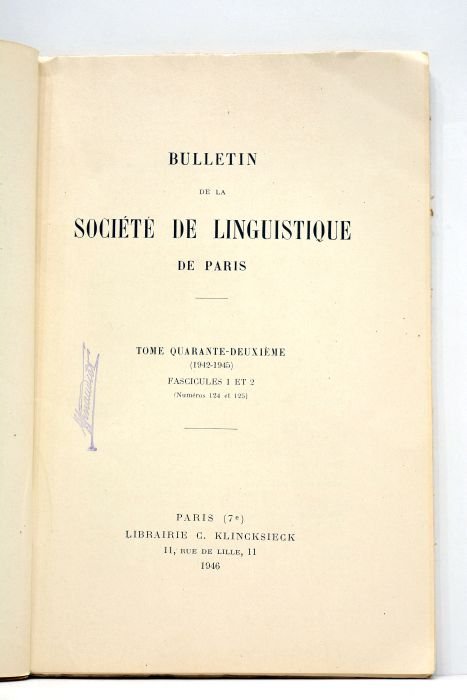 BULLETIN
DE LA
SOCIÉTÉ DE LINGUISTIQUE
DE PARIS
TOME QUARANTE-DEUXIÈME
(1942-1945)
FASCICULES 1 ET 2
(Numéros 124 et 125)
PARIS (7e)
LIBRAIRIE C. KLINCKSIECK
11, RUE DE LILLE, 11
1946